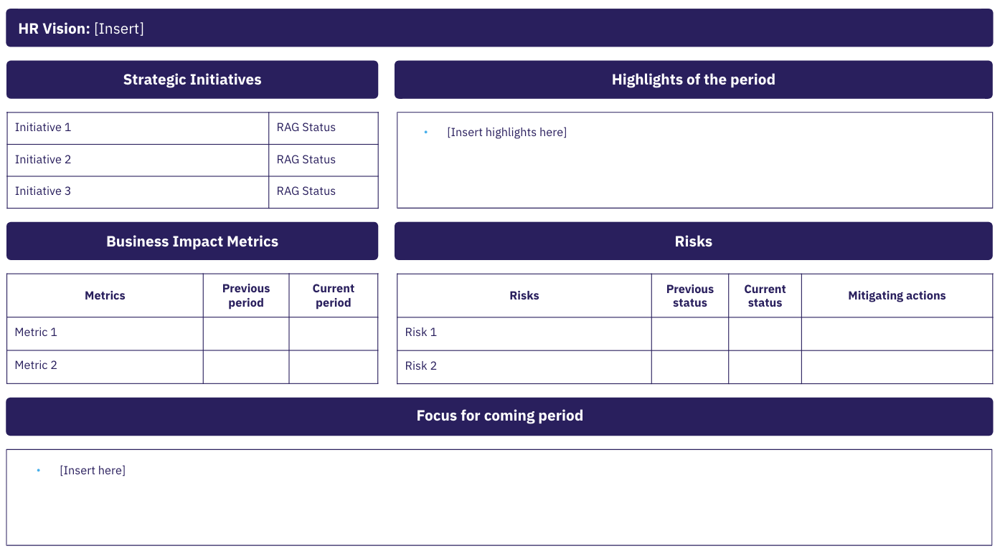 HR Vision: [Insert]
Strategic Initiatives
Initiative 1 RAG Status
Initiative 2 RAG Status
Initiative 3 RAG Status
Highlights of the period
• [Insert highlights here]
Business Impact Metrics
Metrics
Previous
period
Current
period
Metric 1
Metric 2
Risks
Risks
Previous
status
Current
status
Mitigating actions
Risk 1
Risk 2
Focus for coming period
• [Insert here]